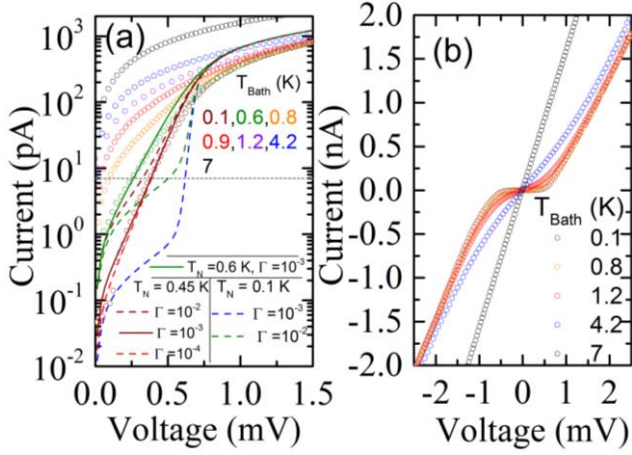 (a)
10³
10²
10¹
10⁰
10⁻¹
10⁻²
Current (pA)
T_Bath (K)
0.1,0.6,0.8
0.9,1.2,4.2
7
T_N =0.6 K, Γ =10⁻³
T_N = 0.45 K T_N = 0.1 K
Γ =10⁻² Γ =10⁻³
Γ =10⁻³ Γ =10⁻²
Γ =10⁻⁴
0.0 0.5 1.0 1.5
Voltage (mV)
(b)
2.0
1.5
1.0
0.5
0.0
-0.5
-1.0
-1.5
-2.0
Current (nA)
T_Bath (K)
0.1
0.8
1.2
4.2
7
-2 -1 0 1 2
Voltage (mV)